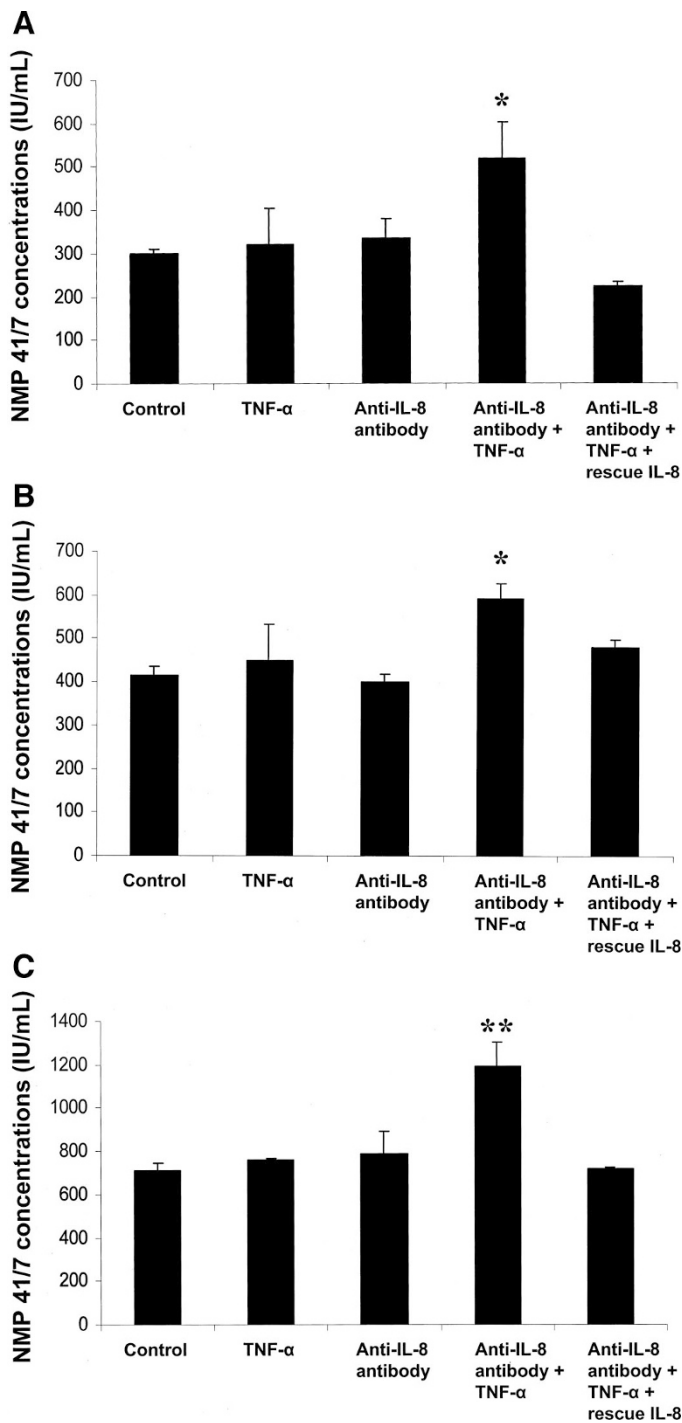 A
NMP 41/7 concentrations (IU/mL)
700
600
500
400
300
200
100
0
*
Control
TNF-α
Anti-IL-8
antibody
Anti-IL-8
antibody +
TNF-α
Anti-IL-8
antibody +
TNF-α +
rescue IL-8
B
NMP 41/7 concentrations (IU/mL)
700
600
500
400
300
200
100
0
*
Control
TNF-α
Anti-IL-8
antibody
Anti-IL-8
antibody +
TNF-α
Anti-IL-8
antibody +
TNF-α +
rescue IL-8
C
NMP 41/7 concentrations (IU/mL)
1400
1200
1000
800
600
400
200
0
**
Control
TNF-α
Anti-IL-8
antibody
Anti-IL-8
antibody +
TNF-α
Anti-IL-8
antibody +
TNF-α +
rescue IL-8